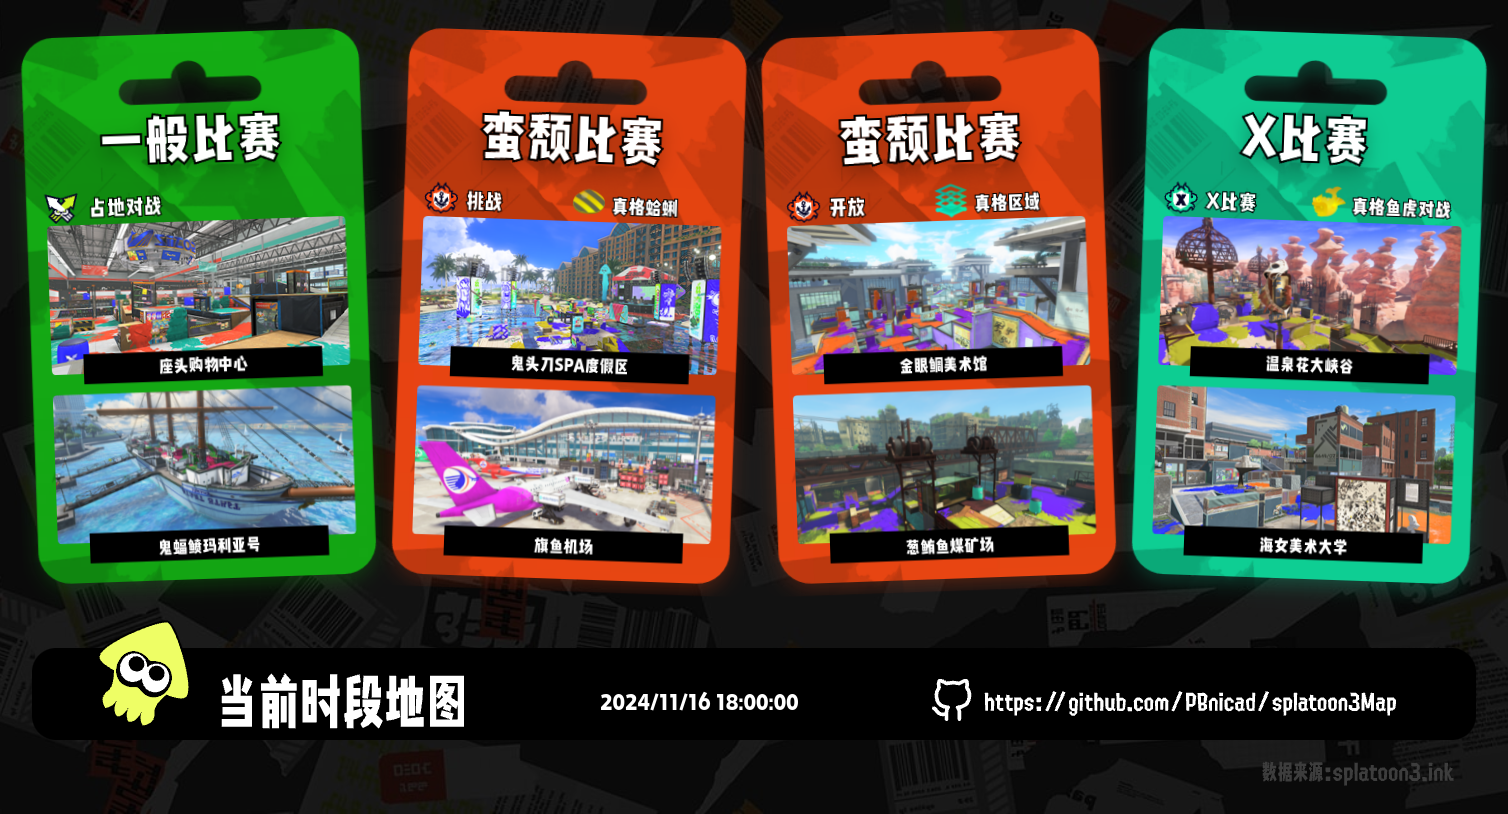 一般比赛
占地对战
座头购物中心
鬼蝠鲼玛利亚号
蛮颓比赛
挑战
真格蛤蜊
鬼头刀SPA度假区
旗鱼机场
蛮颓比赛
开放
真格区域
金眼鲷美术馆
葱鲔鱼煤矿场
X比赛
X比赛
真格鱼虎对战
温泉花大峡谷
海女美术大学
当前时段地图
2024/11/16 18:00:00
https://github.com/PBnicad/splatoon3Map
数据来源:splatoon3.ink